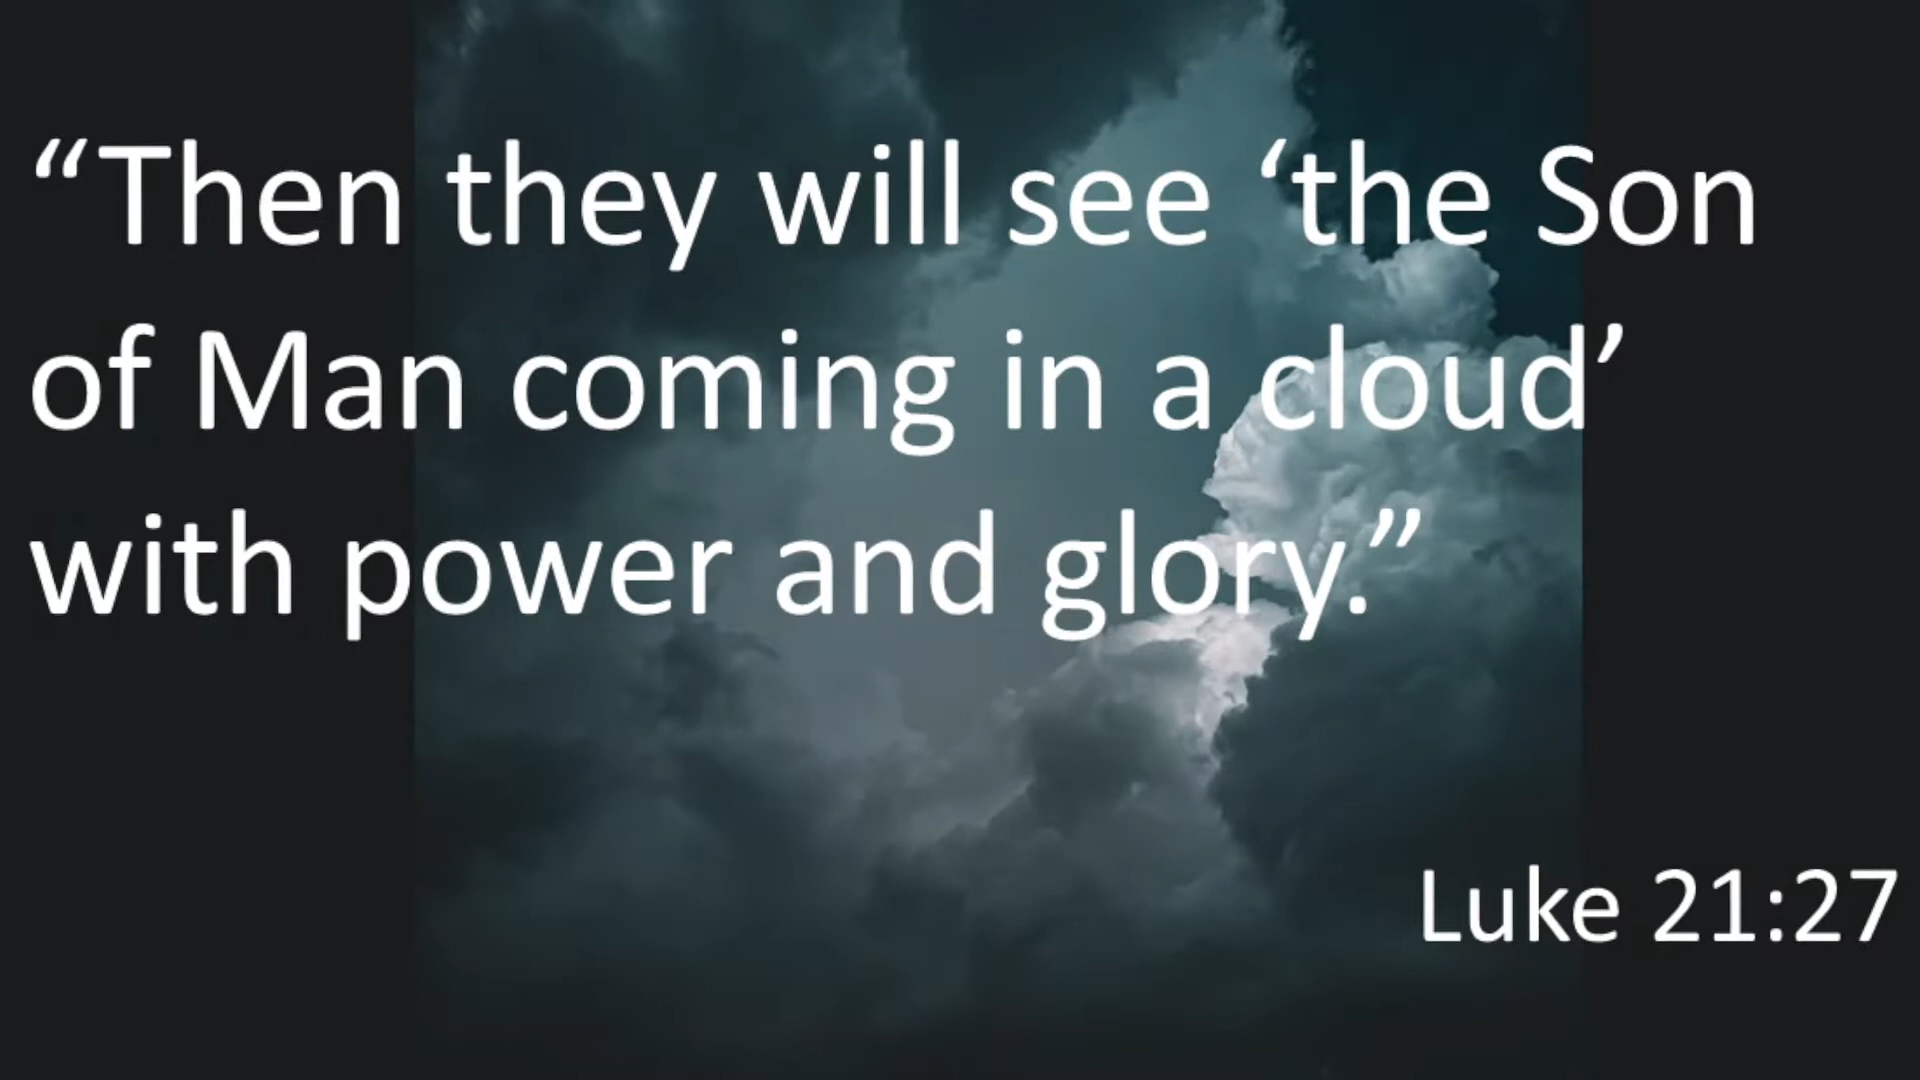 “Then they will see ‘the Son
of Man coming in a cloud’
with power and glory.”
Luke 21:27